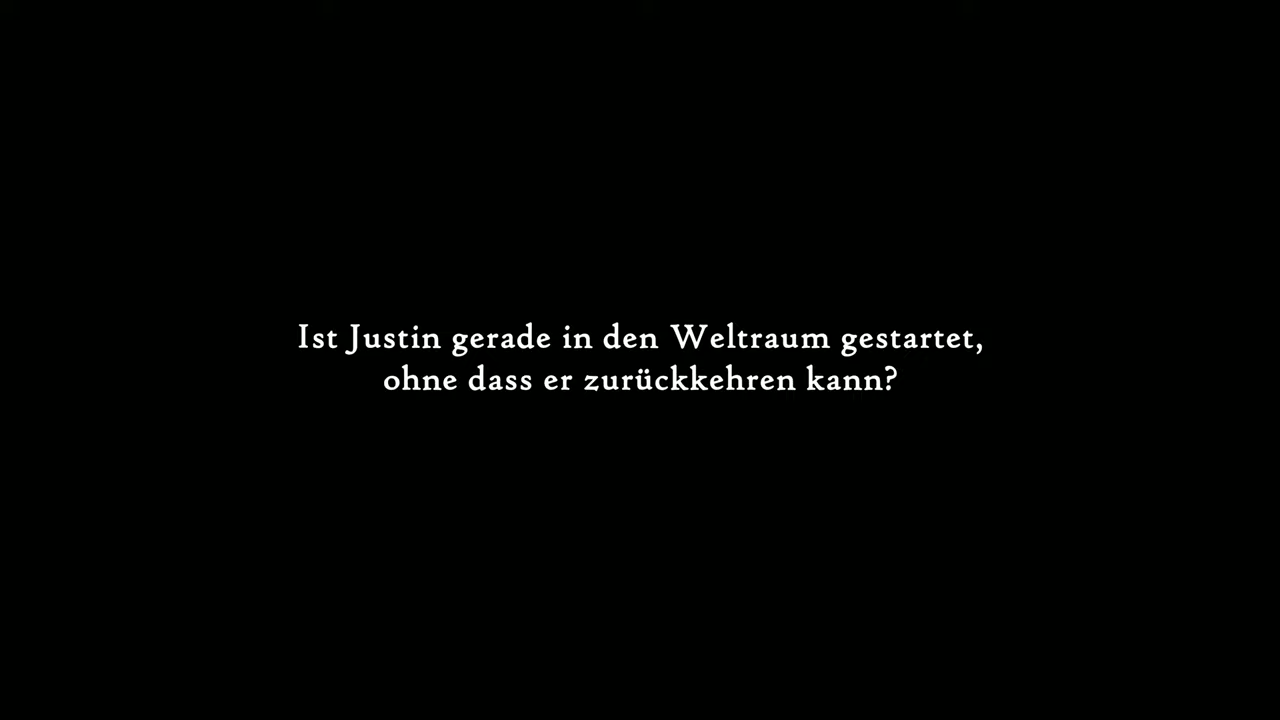 Ist Justin gerade in den Weltraum gestartet,
ohne dass er zurückkehren kann?